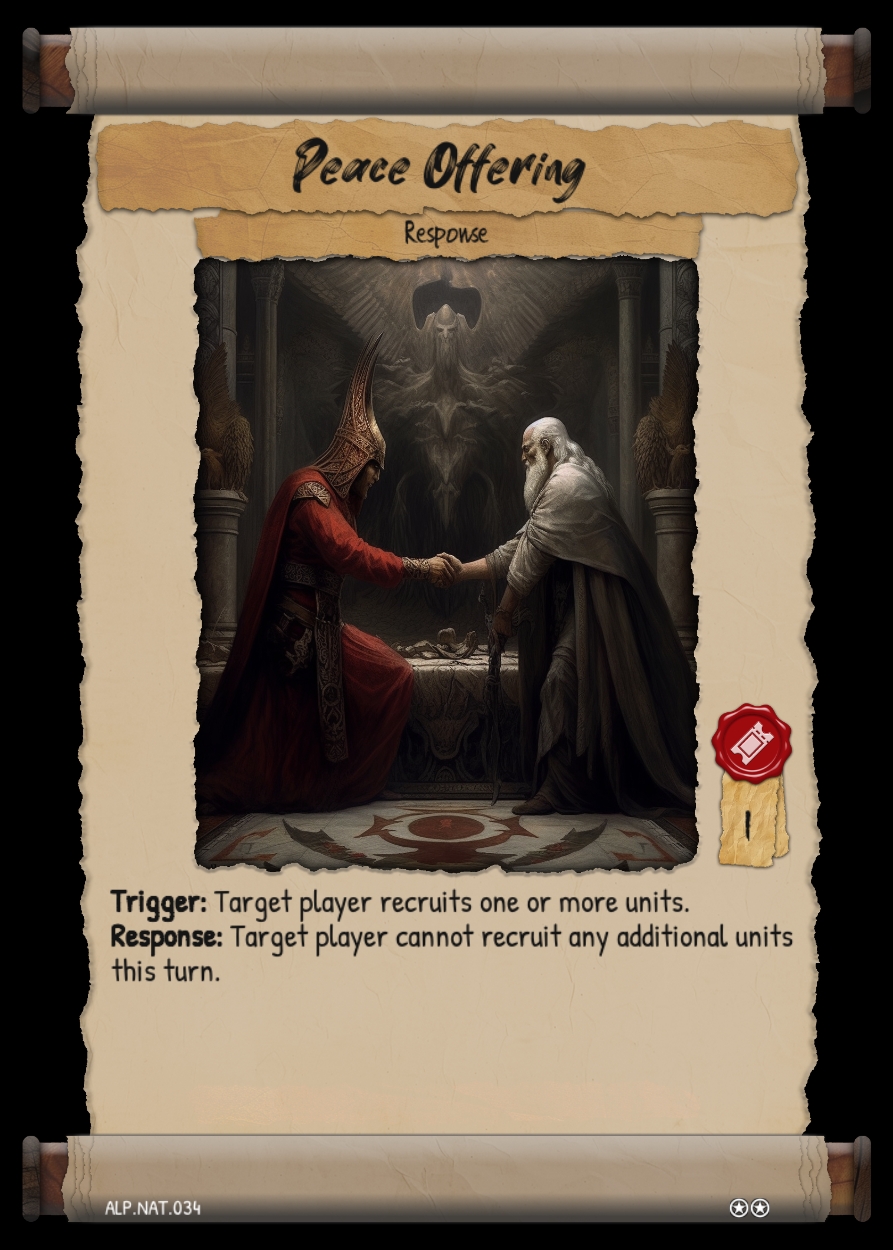 Peace Offering
Response
1
Trigger: Target player recruits one or more units.
Response: Target player cannot recruit any additional units
this turn.
ALP.NAT.034